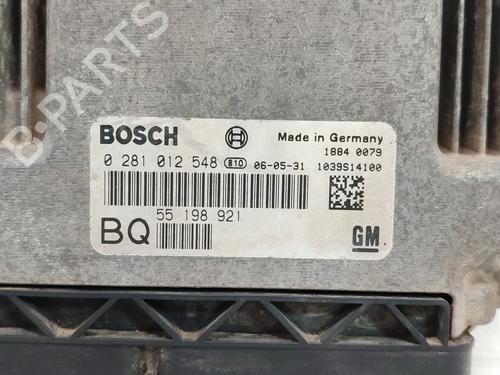 B-PARTS
BOSCH
Made in Germany
1884 0079
0 281 012 548 810 06-05-31 1039S14100
55 198 921
BQ
GM